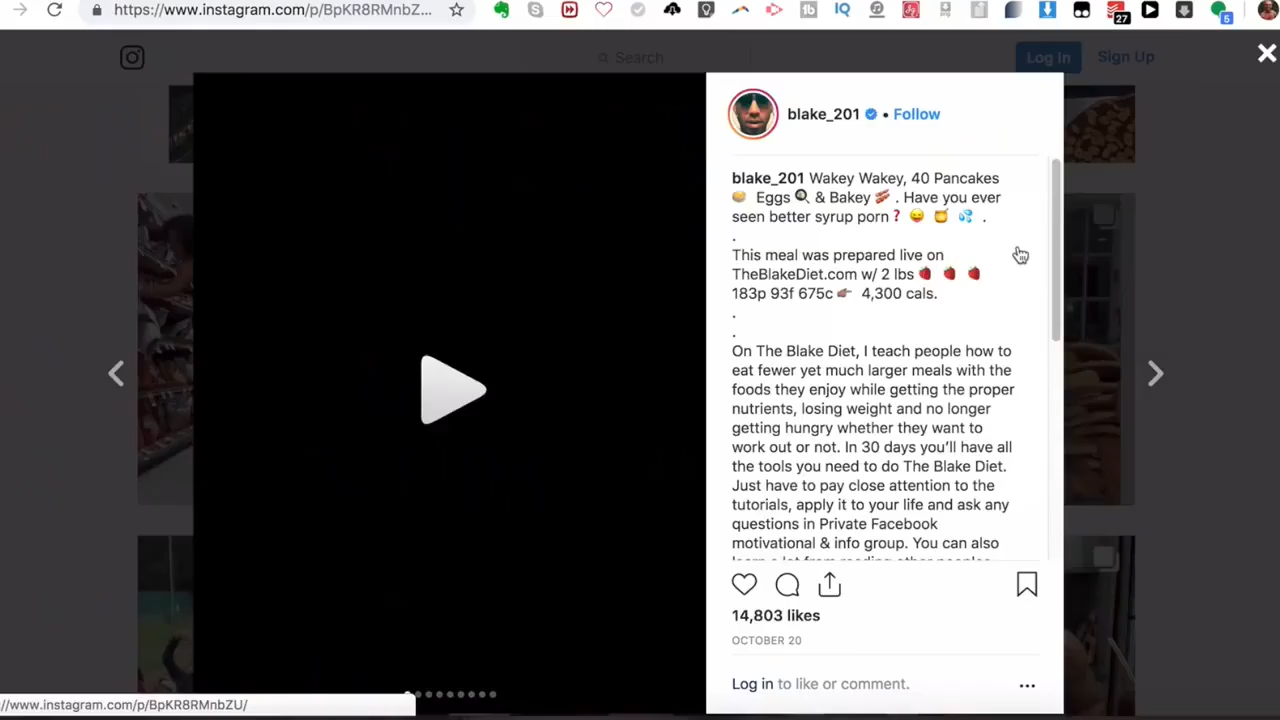 https://www.instagram.com/p/BpKR8RMnbZ...
27
5
Search
Log In
Sign Up
blake_201 • Follow
blake_201 Wakey Wakey, 40 Pancakes
🥞 Eggs 🍳 & Bakey 🥓 . Have you ever
seen better syrup porn❓ 😝 🍯 💦 .
.
This meal was prepared live on
TheBlakeDiet.com w/ 2 lbs 🍓 🍓 🍓
183p 93f 675c 👉🏽 4,300 cals.
.
.
On The Blake Diet, I teach people how to
eat fewer yet much larger meals with the
foods they enjoy while getting the proper
nutrients, losing weight and no longer
getting hungry whether they want to
work out or not. In 30 days you’ll have all
the tools you need to do The Blake Diet.
Just have to pay close attention to the
tutorials, apply it to your life and ask any
questions in Private Facebook
motivational & info group. You can also
14,803 likes
OCTOBER 20
Log in to like or comment.
://www.instagram.com/p/BpKR8RMnbZU/